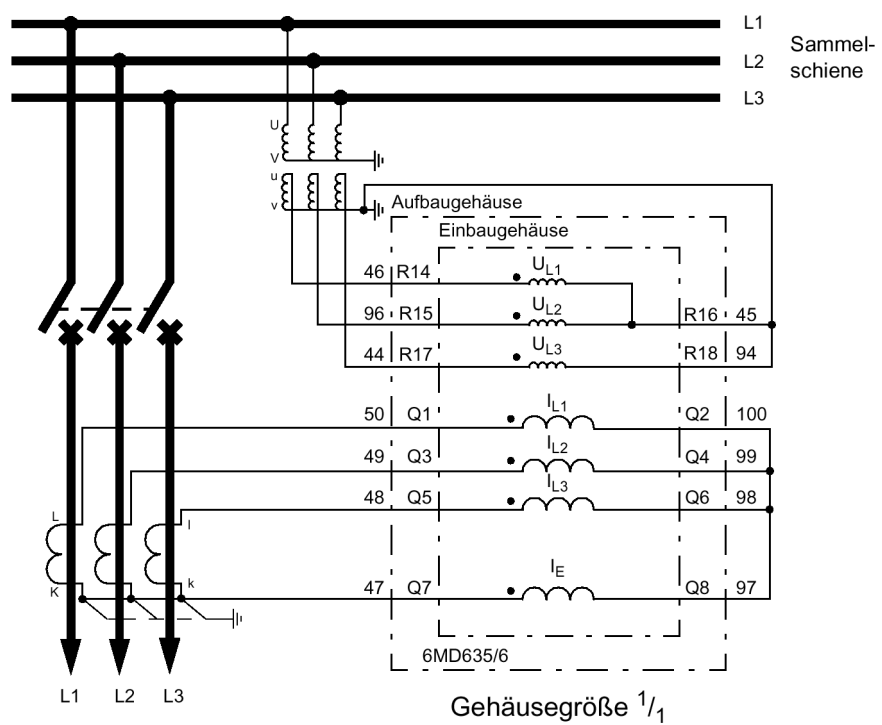 L1
L2
L3
Sammel-
schiene
U
V
u
v
Aufbaugehäuse
Einbaugehäuse
46 R14 UL1
96 R15 UL2 R16 45
44 R17 UL3 R18 94
50 Q1 IL1 Q2 100
49 Q3 IL2 Q4 99
48 Q5 IL3 Q6 98
L l
K k
47 Q7 IE Q8 97
6MD635/6
L1 L2 L3
Gehäusegröße 1/1